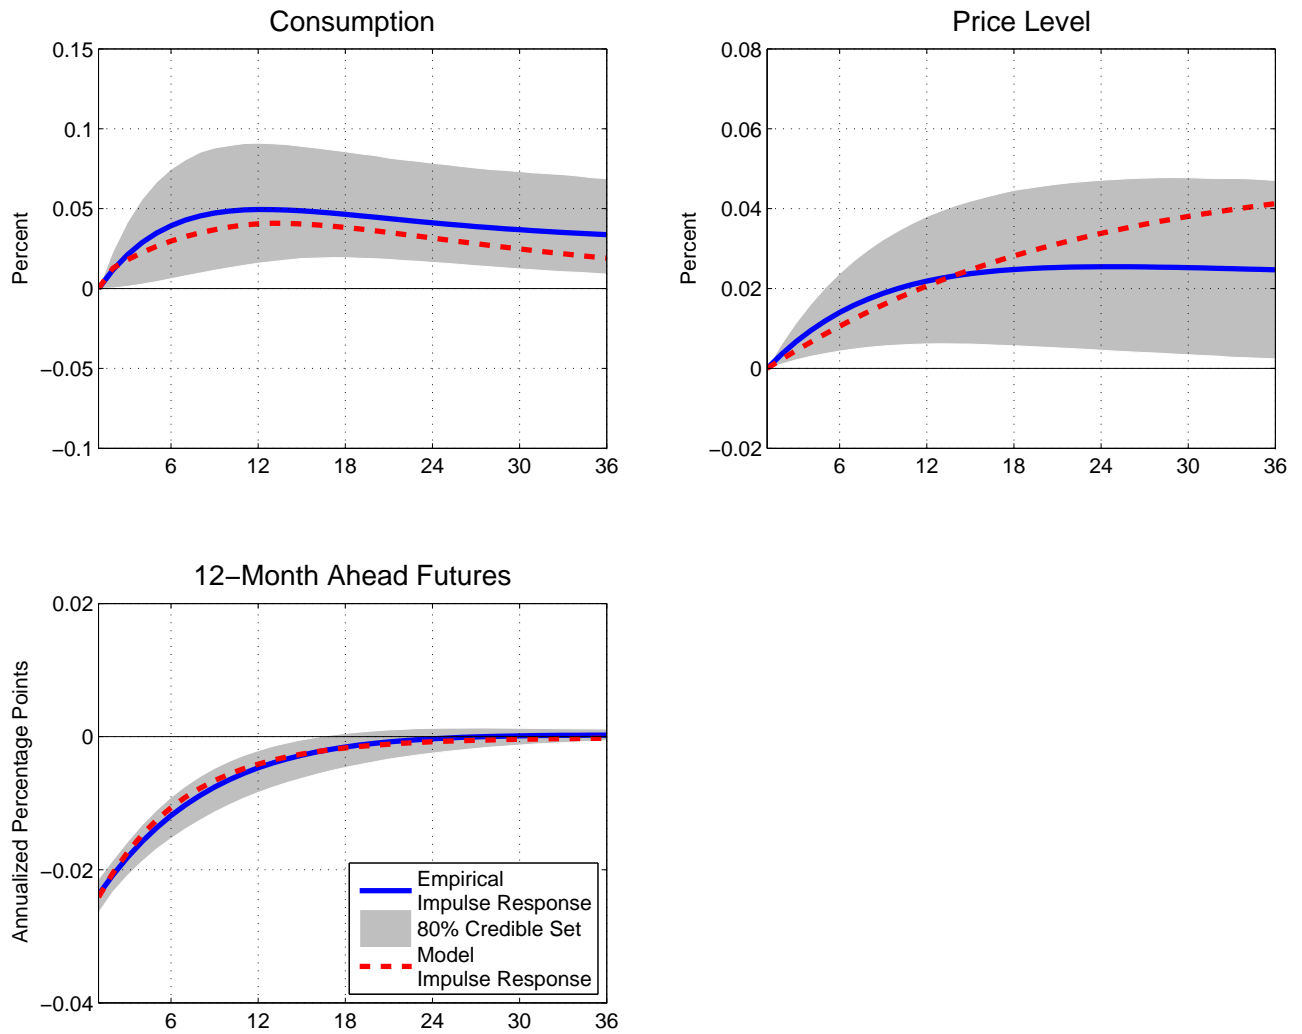 Consumption
Percent
0.15
0.1
0.05
0
−0.05
−0.1
6 12 18 24 30 36
Price Level
Percent
0.08
0.06
0.04
0.02
0
−0.02
6 12 18 24 30 36
12−Month Ahead Futures
Annualized Percentage Points
0.02
0
−0.02
−0.04
6 12 18 24 30 36
Empirical
Impulse Response
80% Credible Set
Model
Impulse Response